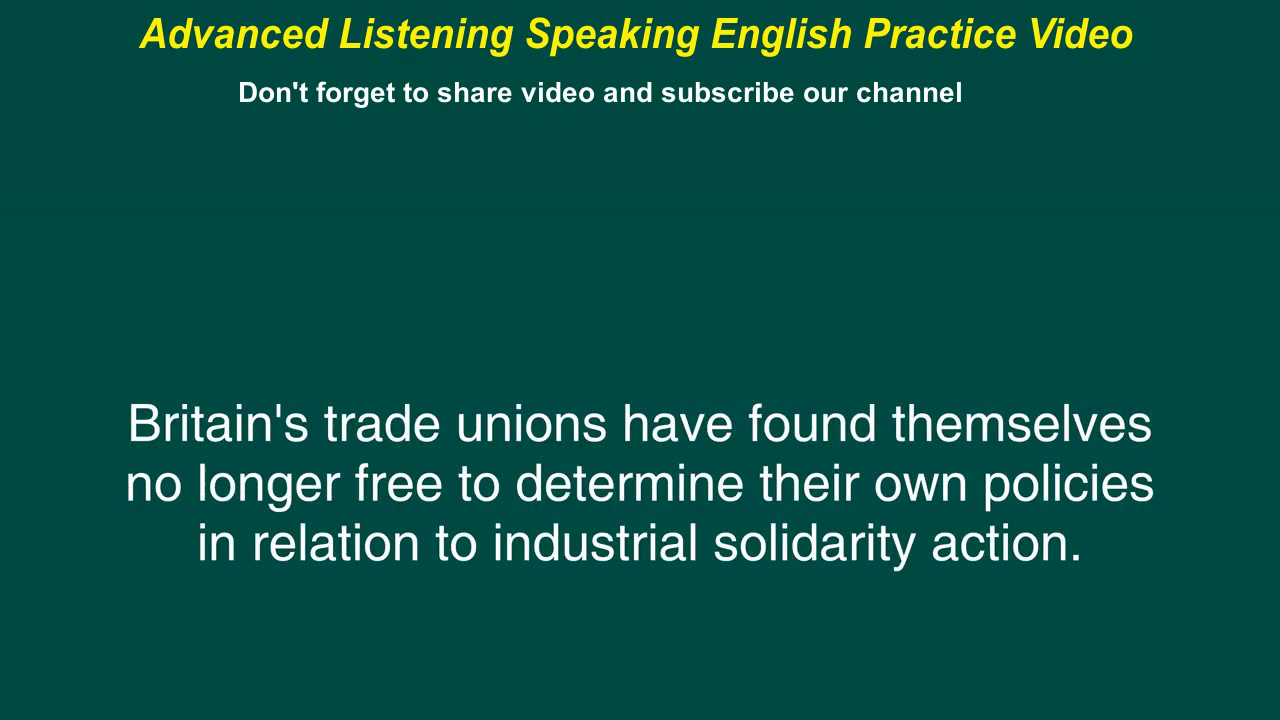 Advanced Listening Speaking English Practice Video
Don't forget to share video and subscribe our channel
Britain's trade unions have found themselves
no longer free to determine their own policies
in relation to industrial solidarity action.